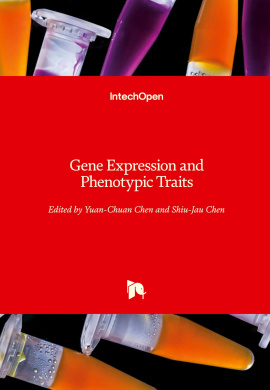 IntechOpen
Gene Expression and
Phenotypic Traits
Edited by Yuan-Chuan Chen and Shiu-Jau Chen